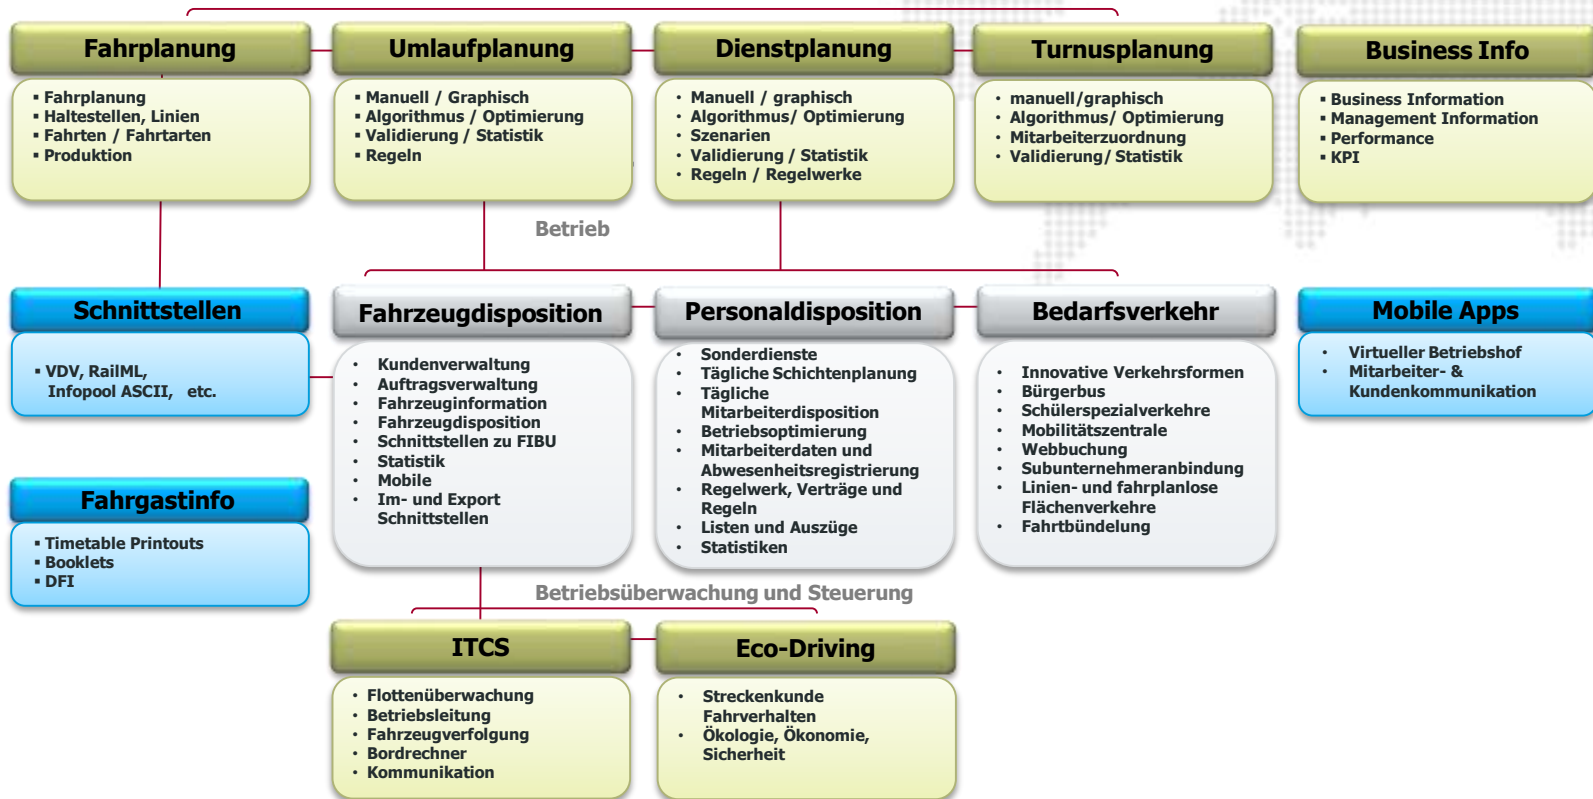 Fahrplanung
▪ Fahrplanung
▪ Haltestellen, Linien
▪ Fahrten / Fahrtarten
▪ Produktion
Umlaufplanung
▪ Manuell / Graphisch
▪ Algorithmus / Optimierung
▪ Validierung / Statistik
▪ Regeln
Dienstplanung
• Manuell / graphisch
• Algorithmus/ Optimierung
• Szenarien
• Validierung / Statistik
• Regeln / Regelwerke
Turnusplanung
• manuell/graphisch
• Algorithmus/ Optimierung
• Mitarbeiterzuordnung
• Validierung/ Statistik
Business Info
▪ Business Information
▪ Management Information
▪ Performance
▪ KPI
Betrieb
Schnittstellen
▪ VDV, RailML,
Infopool ASCII, etc.
Fahrzeugdisposition
• Kundenverwaltung
• Auftragsverwaltung
• Fahrzeuginformation
• Fahrzeugdisposition
• Schnittstellen zu FIBU
• Statistik
• Mobile
• Im- und Export
Schnittstellen
Personaldisposition
• Sonderdienste
• Tägliche Schichtenplanung
• Tägliche
Mitarbeiterdisposition
• Betriebsoptimierung
• Mitarbeiterdaten und
Abwesenheitsregistrierung
• Regelwerk, Verträge und
Regeln
• Listen und Auszüge
• Statistiken
Bedarfsverkehr
• Innovative Verkehrsformen
• Bürgerbus
• Schülerspezialverkehre
• Mobilitätszentrale
• Webbuchung
• Subunternehmeranbindung
• Linien- und fahrplanlose
Flächenverkehre
• Fahrtbündelung
Mobile Apps
• Virtueller Betriebshof
• Mitarbeiter- &
Kundenkommunikation
Fahrgastinfo
▪ Timetable Printouts
▪ Booklets
▪ DFI
Betriebsüberwachung und Steuerung
ITCS
• Flottenüberwachung
• Betriebsleitung
• Fahrzeugverfolgung
• Bordrechner
• Kommunikation
Eco-Driving
• Streckenkunde
Fahrverhalten
• Ökologie, Ökonomie,
Sicherheit